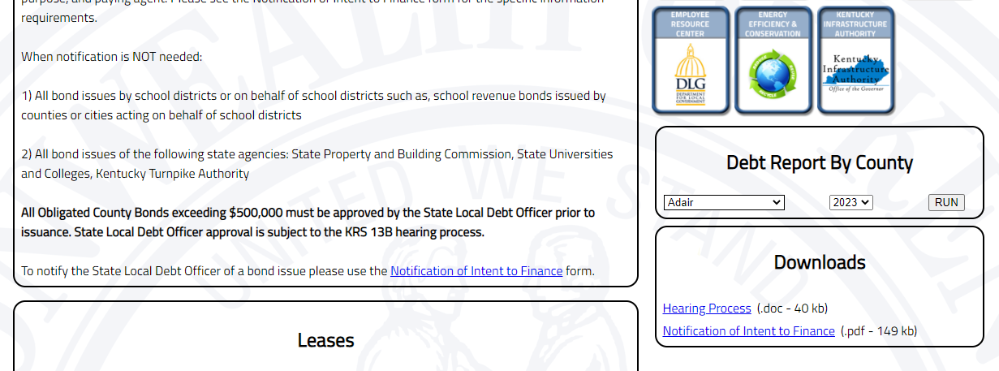 purpose, and paying agent. Please see the Notification of Intent to Finance form for the specific information
requirements.
When notification is NOT needed:
1) All bond issues by school districts or on behalf of school districts such as, school revenue bonds issued by
counties or cities acting on behalf of school districts
2) All bond issues of the following state agencies: State Property and Building Commission, State Universities
and Colleges, Kentucky Turnpike Authority
All Obligated County Bonds exceeding $500,000 must be approved by the State Local Debt Officer prior to
issuance. State Local Debt Officer approval is subject to the KRS 13B hearing process.
To notify the State Local Debt Officer of a bond issue please use the Notification of Intent to Finance form.
Leases
UNITED WE STAND
EMPLOYEE
RESOURCE
CENTER
DLG
DEPARTMENT
FOR LOCAL
GOVERNMENT
ENERGY
EFFICIENCY &
CONSERVATION
KENTUCKY
INFRASTRUCTURE
AUTHORITY
Kentucky
Infrastructure
Authority
Office of the Governor
Debt Report By County
Adair 2023 RUN
Downloads
Hearing Process (.doc - 40 kb)
Notification of Intent to Finance (.pdf - 149 kb)